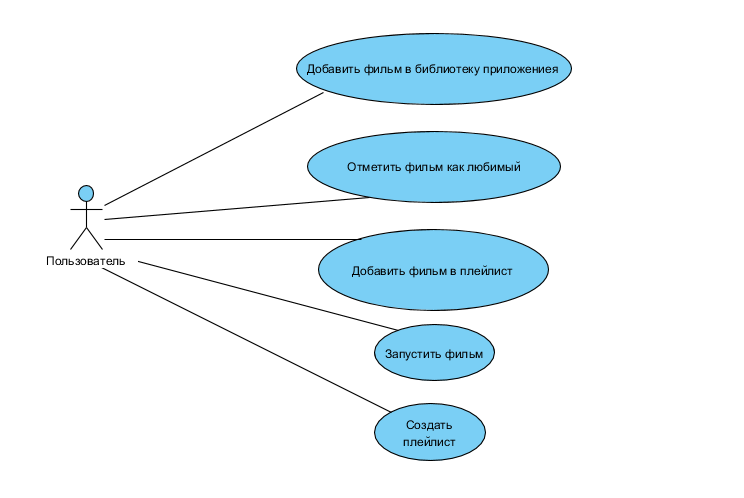 Добавить фильм в библиотеку приложениея
Отметить фильм как любимый
Пользователь
Добавить фильм в плейлист
Запустить фильм
Создать
плейлист